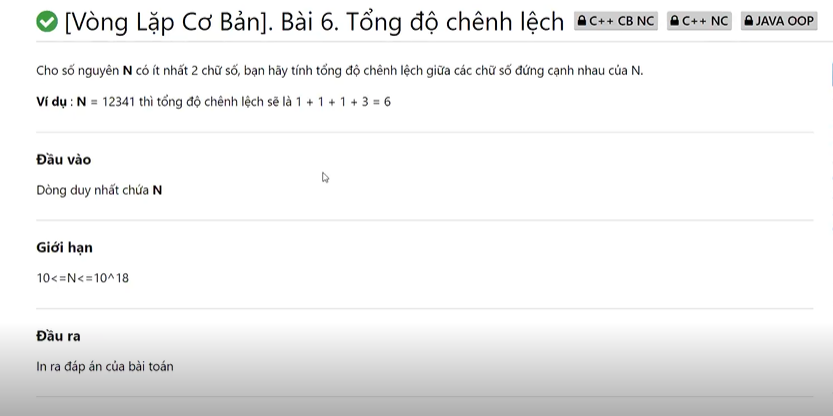 [Vòng Lặp Cơ Bản]. Bài 6. Tổng độ chênh lệch C++ CB NC C++ NC JAVA OOP
Cho số nguyên N có ít nhất 2 chữ số, bạn hãy tính tổng độ chênh lệch giữa các chữ số đứng cạnh nhau của N.
Ví dụ : N = 12341 thì tổng độ chênh lệch sẽ là 1 + 1 + 1 + 3 = 6
Đầu vào
Dòng duy nhất chứa N
Giới hạn
10<=N<=10^18
Đầu ra
In ra đáp án của bài toán